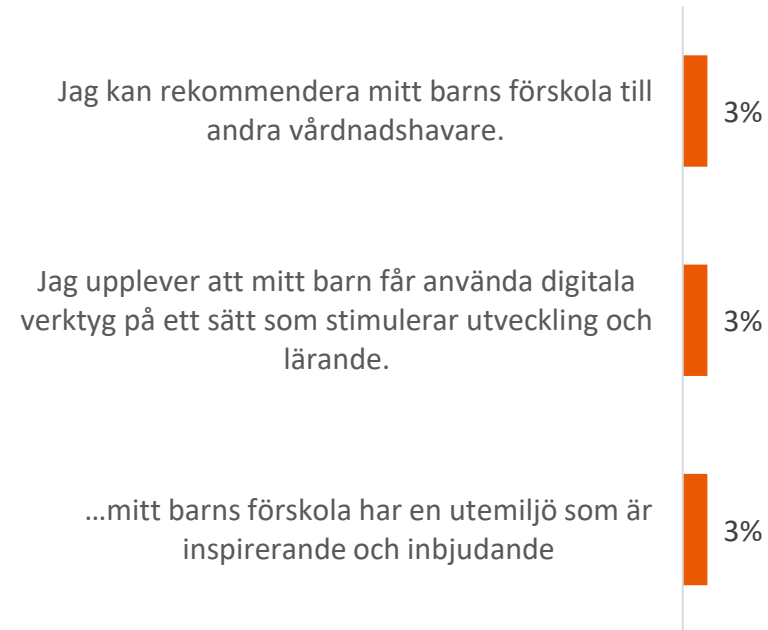 Jag kan rekommendera mitt barns förskola till
andra vårdnadshavare.
3%
Jag upplever att mitt barn får använda digitala
verktyg på ett sätt som stimulerar utveckling och
lärande.
3%
…mitt barns förskola har en utemiljö som är
inspirerande och inbjudande
3%